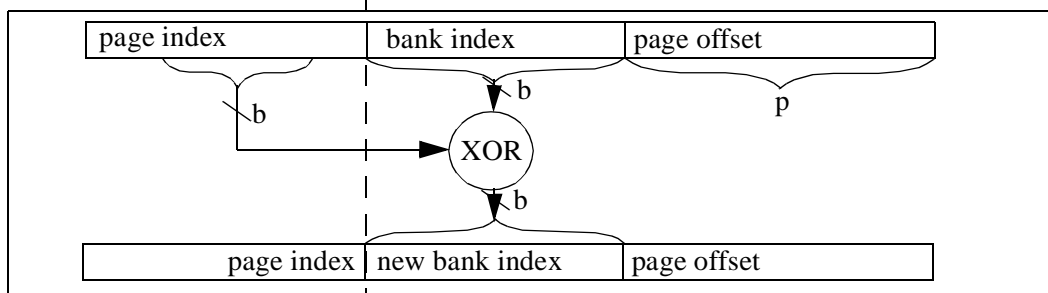 page index bank index page offset
b b p
XOR
b
page index new bank index page offset